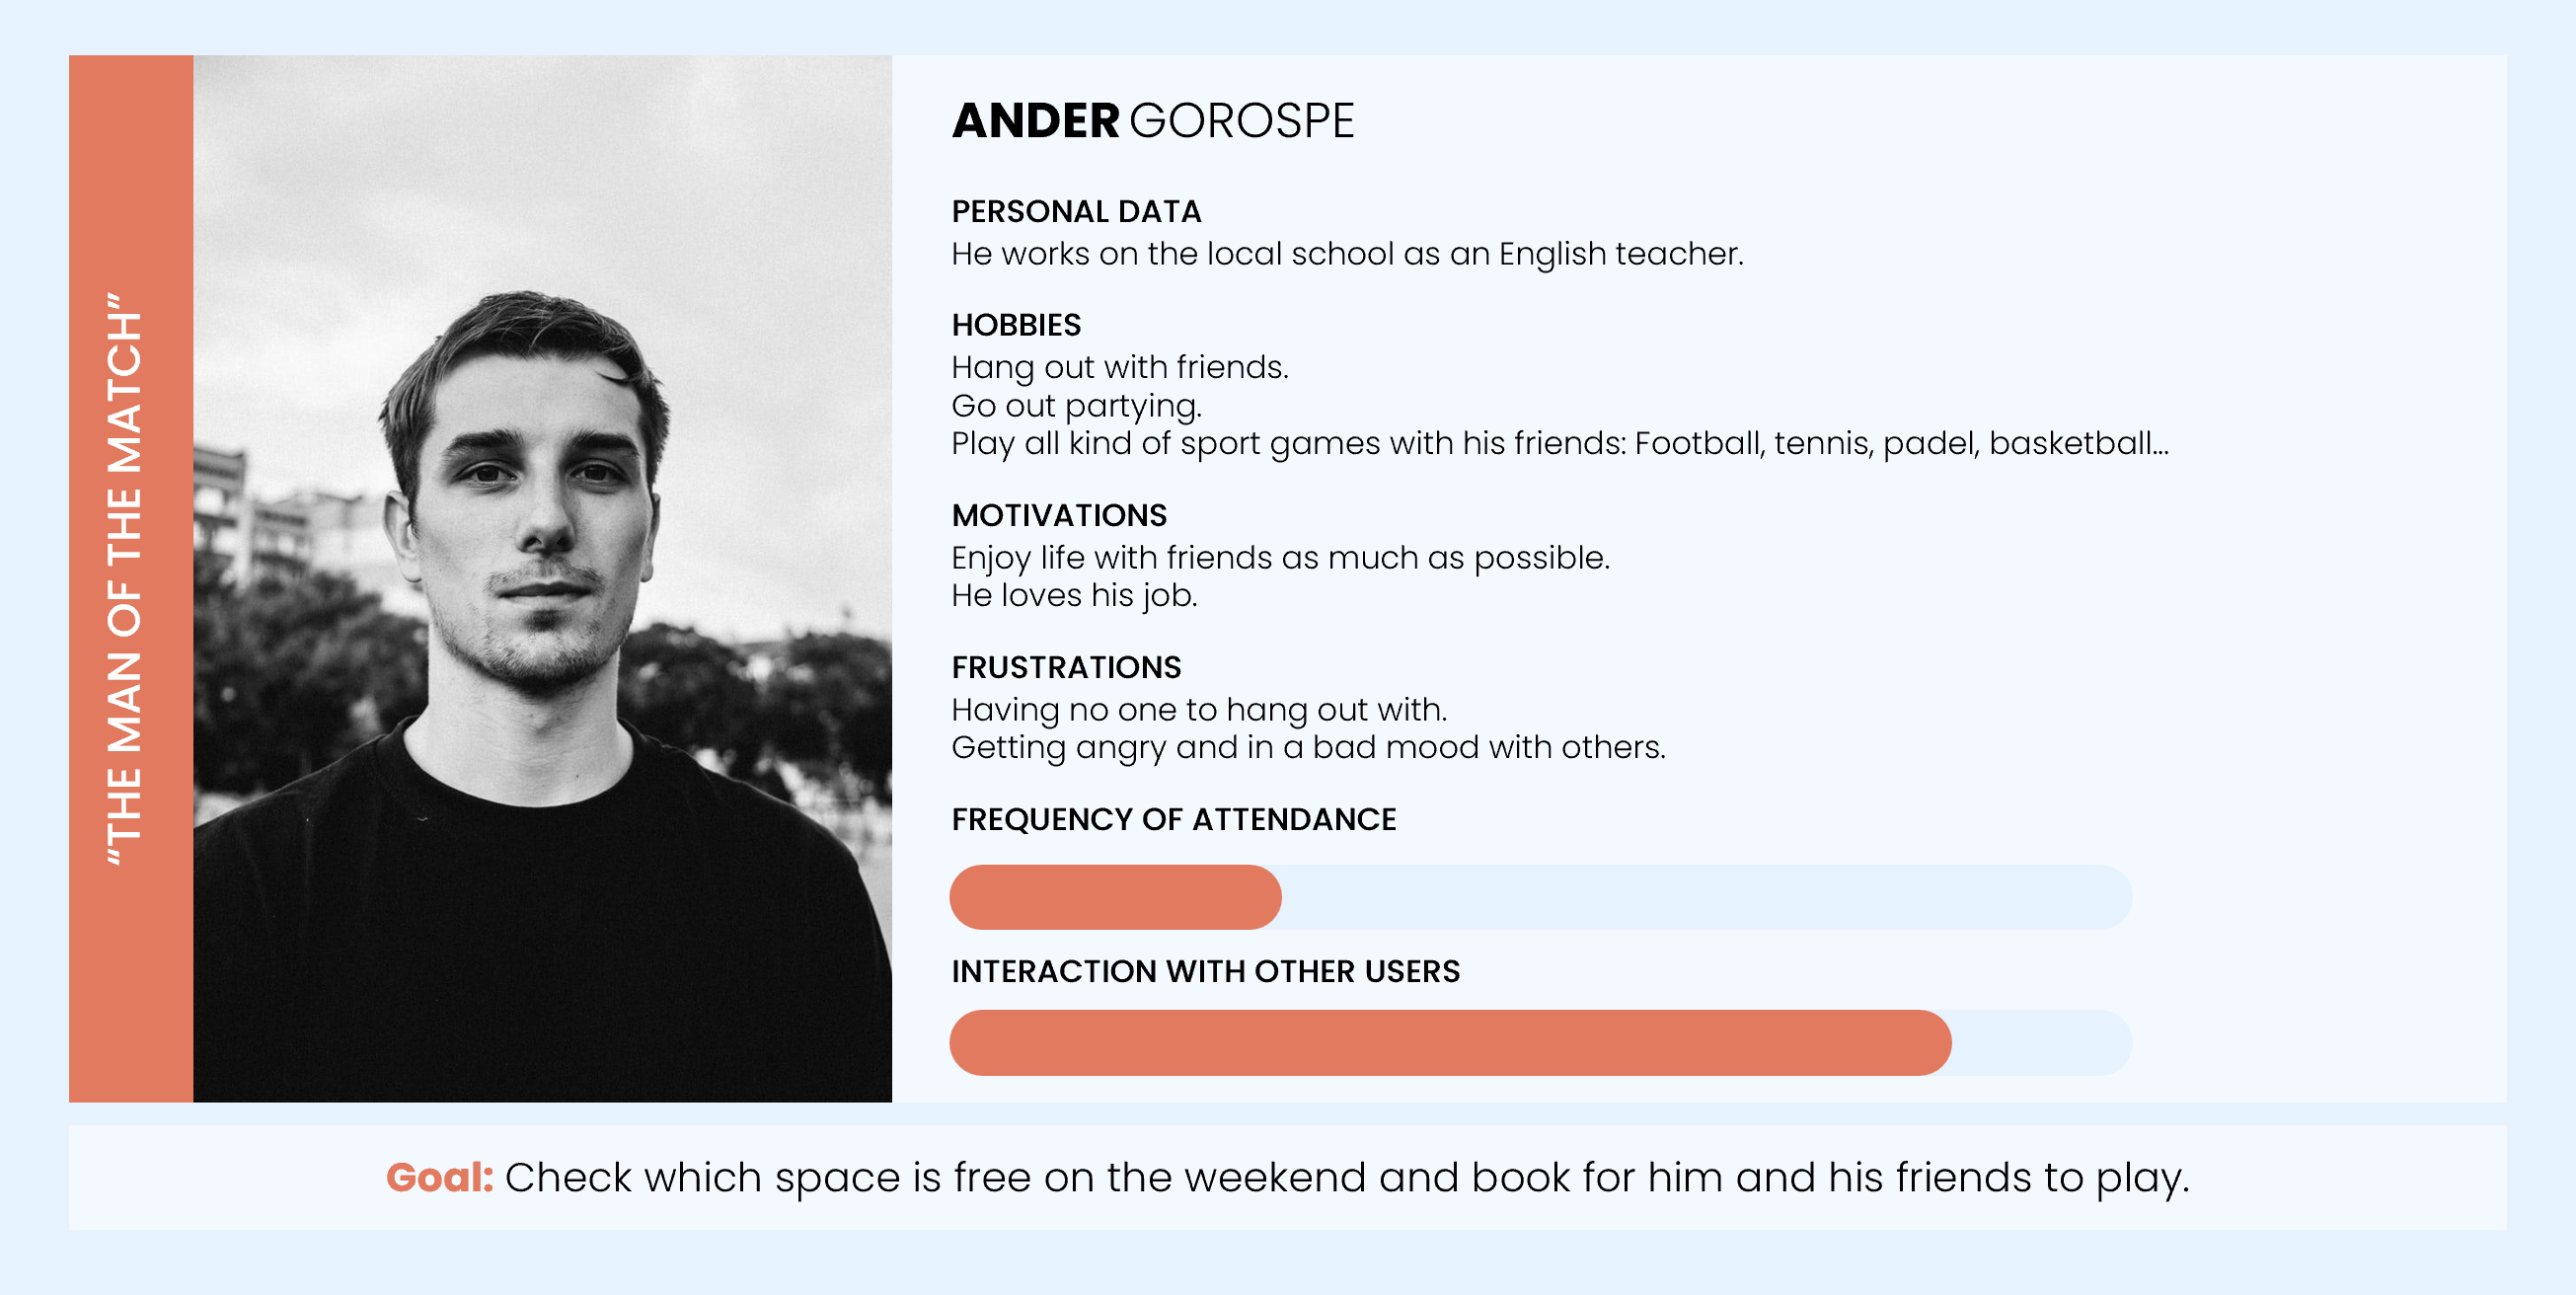 “THE MAN OF THE MATCH”
ANDER GOROSPE
PERSONAL DATA
He works on the local school as an English teacher.
HOBBIES
Hang out with friends.
Go out partying.
Play all kind of sport games with his friends: Football, tennis, padel, basketball...
MOTIVATIONS
Enjoy life with friends as much as possible.
He loves his job.
FRUSTRATIONS
Having no one to hang out with.
Getting angry and in a bad mood with others.
FREQUENCY OF ATTENDANCE
INTERACTION WITH OTHER USERS
Goal: Check which space is free on the weekend and book for him and his friends to play.